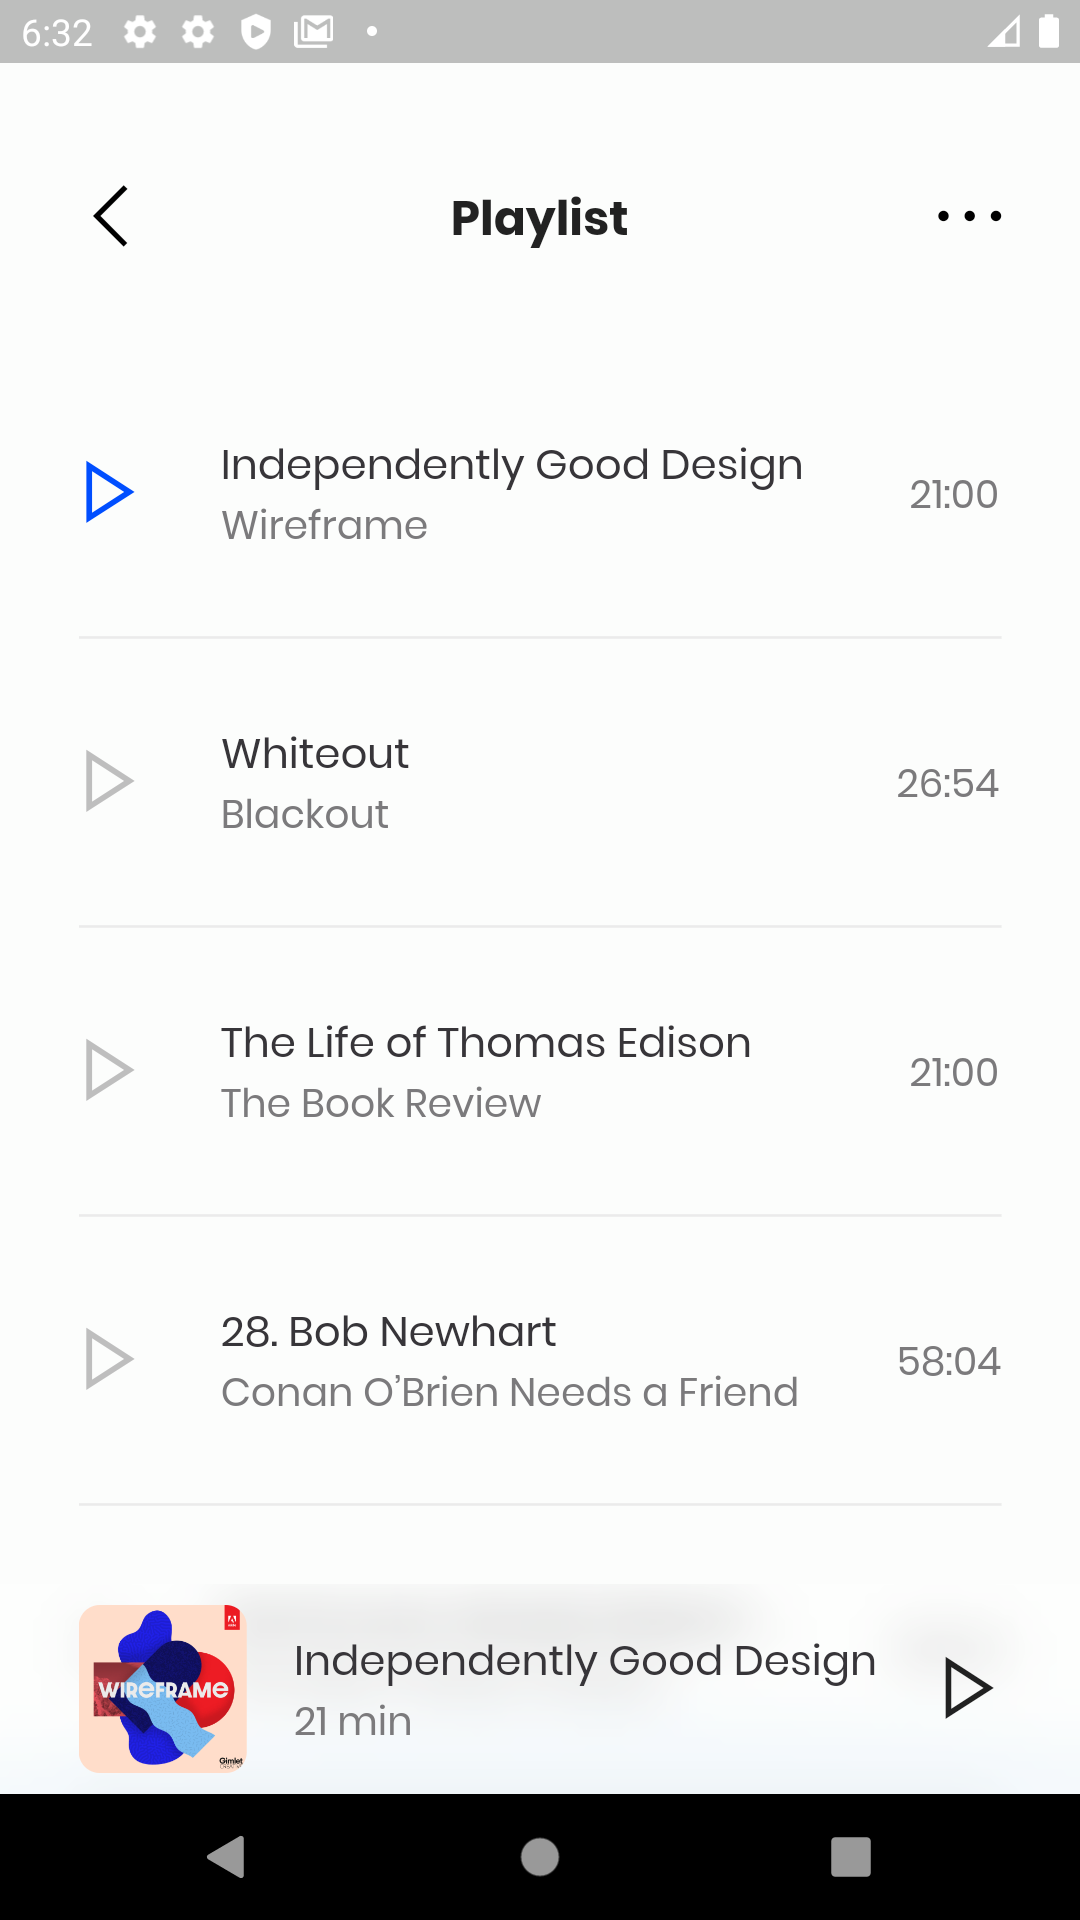 6:32
Playlist
Independently Good Design
Wireframe
21:00
Whiteout
Blackout
26:54
The Life of Thomas Edison
The Book Review
21:00
28. Bob Newhart
Conan O’Brien Needs a Friend
58:04
WIREFRAME
Gimlet
Independently Good Design
21 min